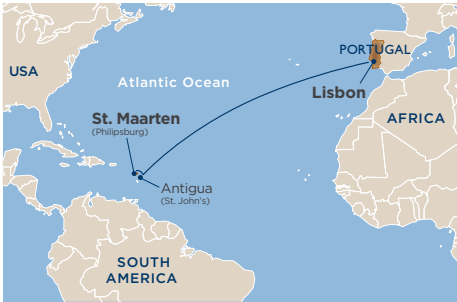 PORTUGAL
USA
Atlantic Ocean
Lisbon
St. Maarten
(Philipsburg)
AFRICA
Antigua
(St. John's)
SOUTH
AMERICA